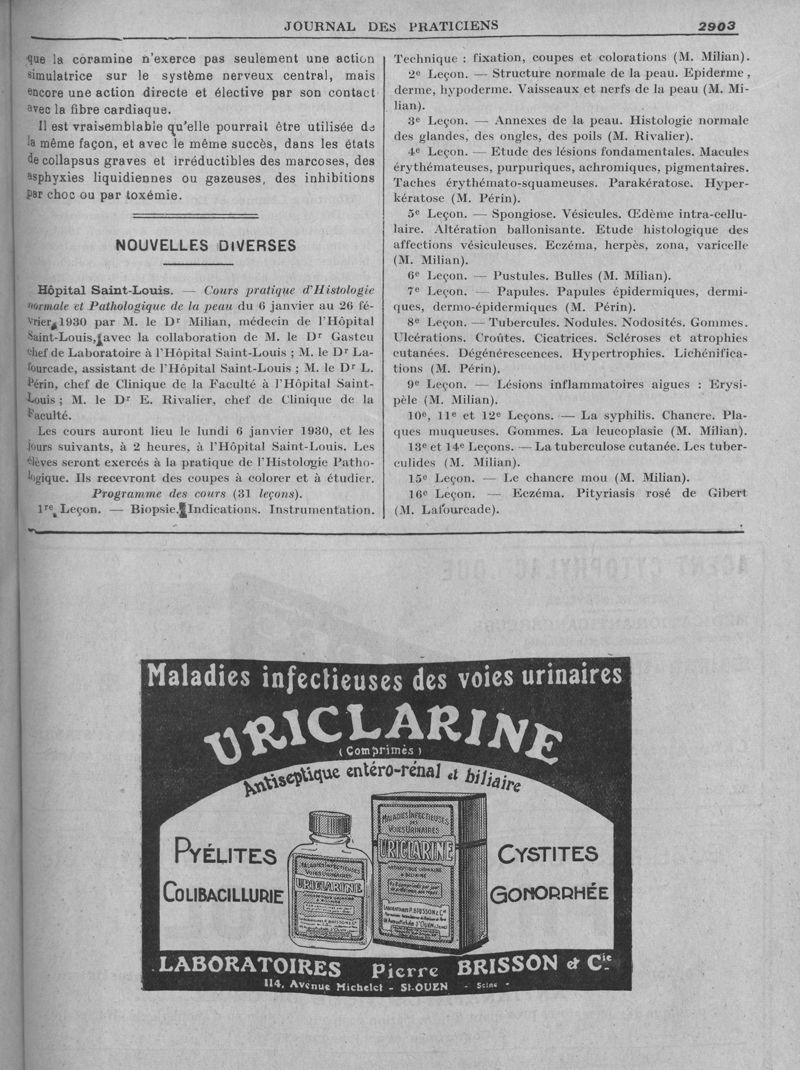 JOURNAL DES PRATICIENS 2903
que la coramine n'exerce pas seulement une action
simulatrice sur le système nerveux central, mais
encore une action directe et élective par son contact
avec la fibre cardiaque.
Il est vraisemblable qu'elle pourrait être utilisée de
la même façon, et avec le même succès, dans les états
de collapsus graves et irréductibles des marcoses, des
asphyxies liquidiennes ou gazeuses, des inhibitions
par choc ou par toxémie.
NOUVELLES DIVERSES
Hôpital Saint-Louis. — Cours pratique d'Histologie
normale et Pathologique de la peau du 6 janvier au 26 fé-
vrier 1930 par M. le Dr Milian, médecin de l'Hôpital
Saint-Louis, avec la collaboration de M. le Dr Gasteu
chef de Laboratoire à l'Hôpital Saint-Louis ; M. le Dr La-
fourcade, assistant de l'Hôpital Saint-Louis ; M. le Dr L.
Périn, chef de Clinique de la Faculté à l'Hôpital Saint-
Louis ; M. le Dr E. Rivalier, chef de Clinique de la
Faculté.
Les cours auront lieu le lundi 6 janvier 1930, et les
jours suivants, à 2 heures, à l'Hôpital Saint-Louis. Les
élèves seront exercés à la pratique de l'Histologie Patho-
logique. Ils recevront des coupes à colorer et à étudier.
Programme des cours (31 leçons).
1re Leçon. — Biopsie. Indications. Instrumentation.
Technique : fixation, coupes et colorations (M. Milian).
2e Leçon. — Structure normale de la peau. Epiderme,
derme, hypoderme. Vaisseaux et nerfs de la peau (M. Mi-
lian).
3e Leçon. — Annexes de la peau. Histologie normale
des glandes, des ongles, des poils (M. Rivalier).
4e Leçon. — Etude des lésions fondamentales. Macules
érythémateuses, purpuriques, achromiques, pigmentaires.
Taches érythémato-squameuses. Parakératose. Hyper-
kératose (M. Périn).
5e Leçon. — Spongiose. Vésicules. Œdème intra-cellu-
laire. Altération ballonisante. Etude histologique des
affections vésiculeuses. Eczéma, herpès, zona, varicelle
(M. Milian).
6e Leçon. — Pustules. Bulles (M. Milian).
7e Leçon. — Papules. Papules épidermiques, dermi-
ques, dermo-épidermiques (M. Périn).
8e Leçon. — Tubercules. Nodules. Nodosités. Gommes.
Ulcérations. Croûtes. Cicatrices. Scléroses et atrophies
cutanées. Dégénérescences. Hypertrophies. Lichénifica-
tions (M. Périn).
9e Leçon. — Lésions inflammatoires aigues : Erysi-
pèle (M. Milian).
10e, 11e et 12e Leçons. — La syphilis. Chancre. Pla-
ques muqueuses. Gommes. La leucoplasie (M. Milian).
13e et 14e Leçons. — La tuberculose cutanée. Les tuber-
culides (M. Milian).
15e Leçon. — Le chancre mou (M. Milian).
16e Leçon. — Eczéma. Pityriasis rosé de Gibert
(M. Lafourcade).
Maladies infectieuses des voies urinaires
URICLARINE
(Comprimés)
Antiseptique entéro-rénal et biliaire
PYÉLITES
COLIBACILLURIE
MALADIES INFECTIEUSES
DES
VOIES URINAIRES
URICLARINE
MALADIES INFECTIEUSES
DES
VOIES URINAIRES
URICLARINE
CYSTITES
GONORRHÉE
LABORATOIRES Pierre BRISSON et Cie
114, Avenue Michelet - St-OUEN - Seine -